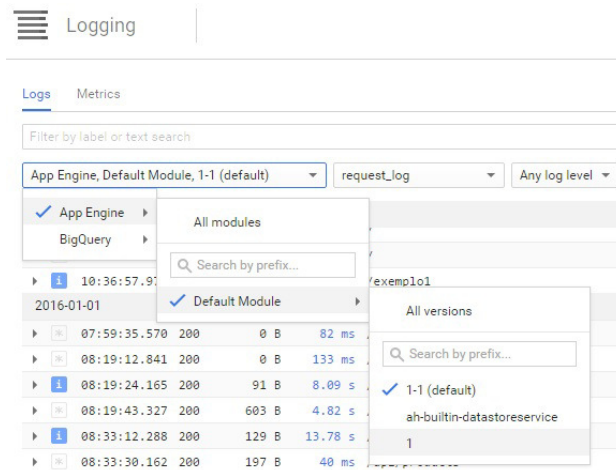 Logging
Logs Metrics
Filter by label or text search
App Engine, Default Module, 1-1 (default) request_log Any log level
App Engine
BigQuery
All modules
Search by prefix...
Default Module
All versions
Search by prefix...
1-1 (default)
ah-builtin-datastoreservice
1
10:36:57.97 /exemplo1
2016-01-01
07:59:35.570 200 0 B 82 ms
08:19:12.841 200 0 B 133 ms
08:19:24.165 200 91 B 8.09 s
08:19:43.327 200 603 B 4.82 s
08:33:12.288 200 129 B 13.78 s
08:33:30.162 200 197 B 40 ms